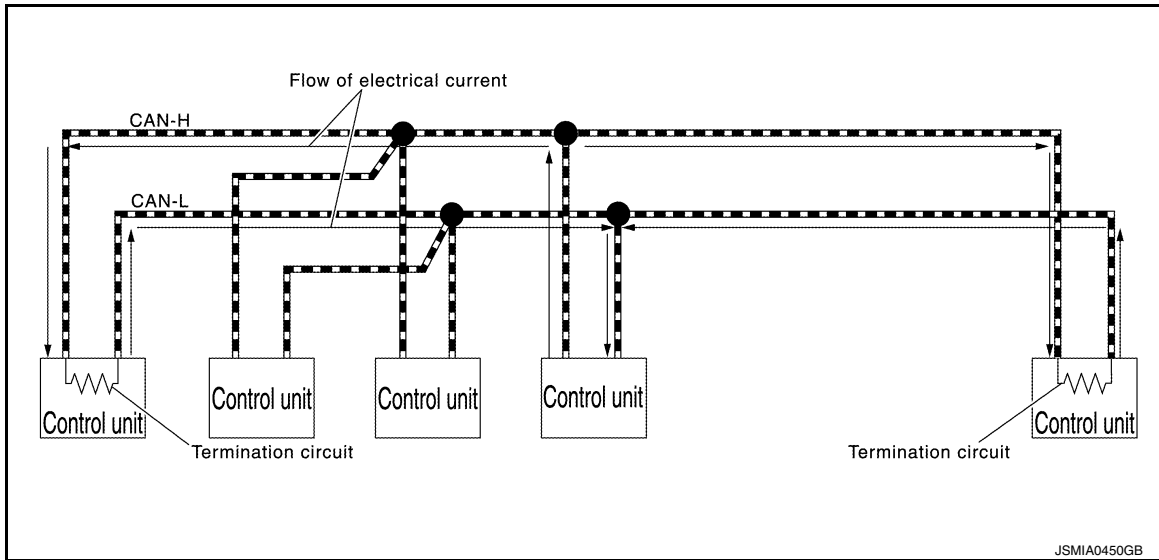 Flow of electrical current
CAN-H
CAN-L
Control unit
Control unit
Control unit
Control unit
Control unit
Termination circuit
Termination circuit
JSMIA0450GB